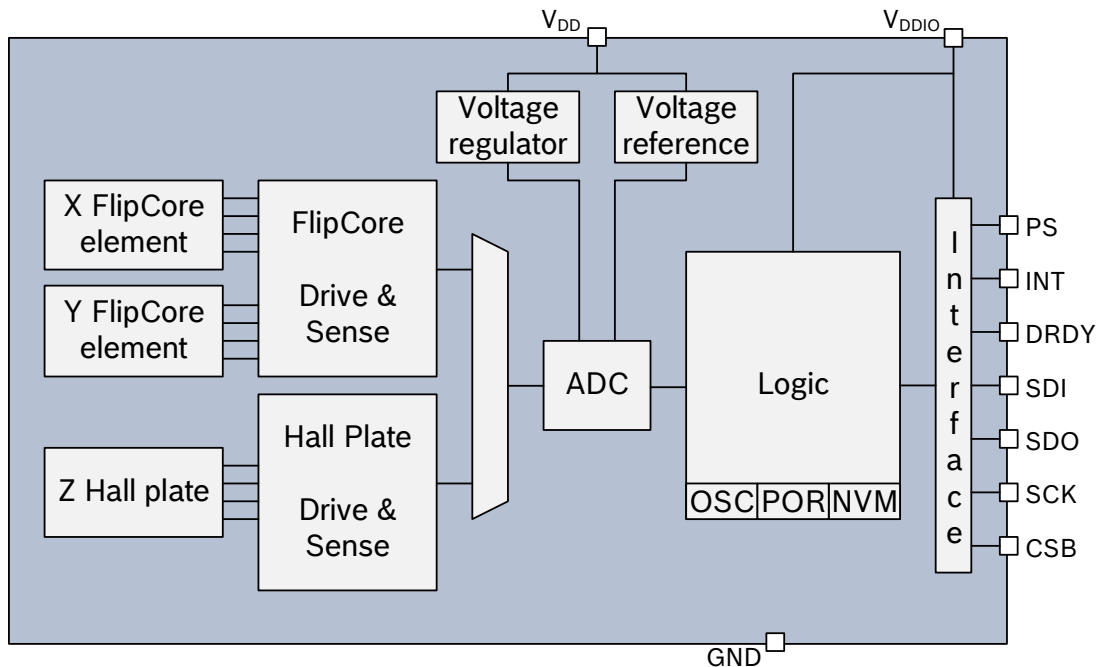 VDD
VDDIO
Voltage
regulator
Voltage
reference
X FlipCore
element
Y FlipCore
element
Z Hall plate
FlipCore
Drive &
Sense
Hall Plate
Drive &
Sense
ADC
Logic
OSC POR NVM
Interface
PS
INT
DRDY
SDI
SDO
SCK
CSB
GND